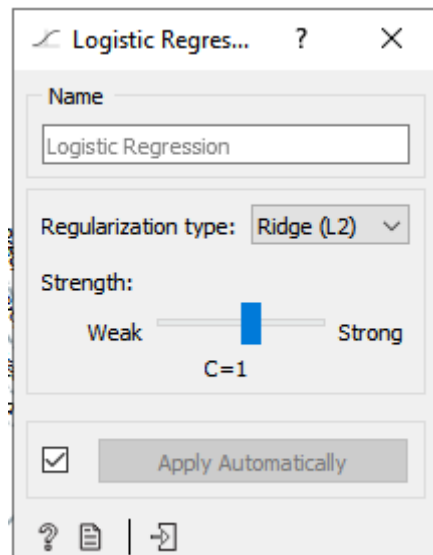 Logistic Regres... ? ×
Name
Logistic Regression
Regularization type: Ridge (L2)
Strength:
Weak Strong
C=1
Apply Automatically
?